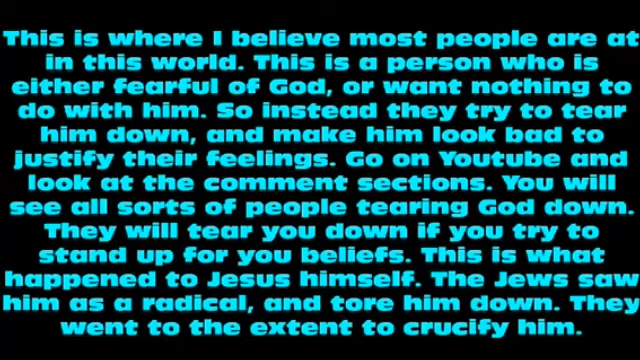 This is where I believe most people are at
in this world. This is a person who is
either fearful of God, or want nothing to
do with him. So instead they try to tear
him down, and make him look bad to
justify their feelings. Go on Youtube and
look at the comment sections. You will
see all sorts of people tearing God down.
They will tear you down if you try to
stand up for you beliefs. This is what
happened to Jesus himself. The Jews saw
him as a radical, and tore him down. They
went to the extent to crucify him.